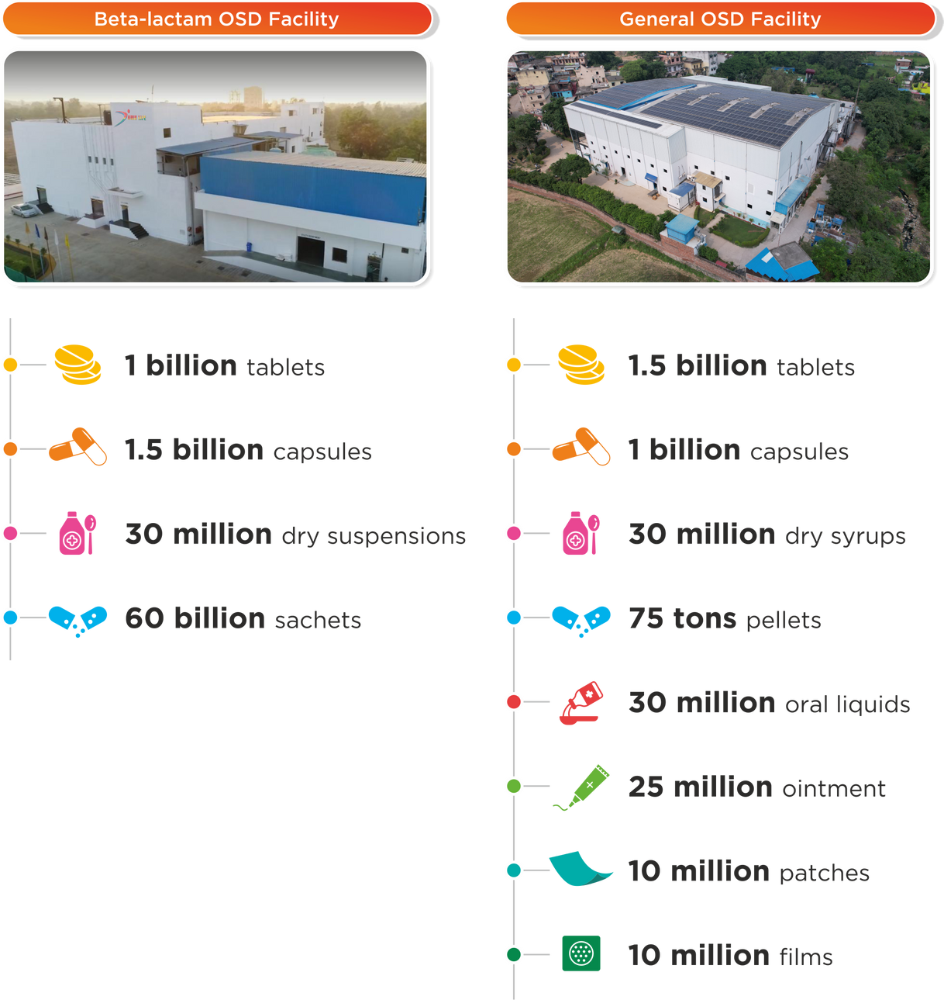 Beta-lactam OSD Facility
1 billion tablets
1.5 billion capsules
30 million dry suspensions
60 billion sachets
General OSD Facility
1.5 billion tablets
1 billion capsules
30 million dry syrups
75 tons pellets
30 million oral liquids
25 million ointment
10 million patches
10 million films